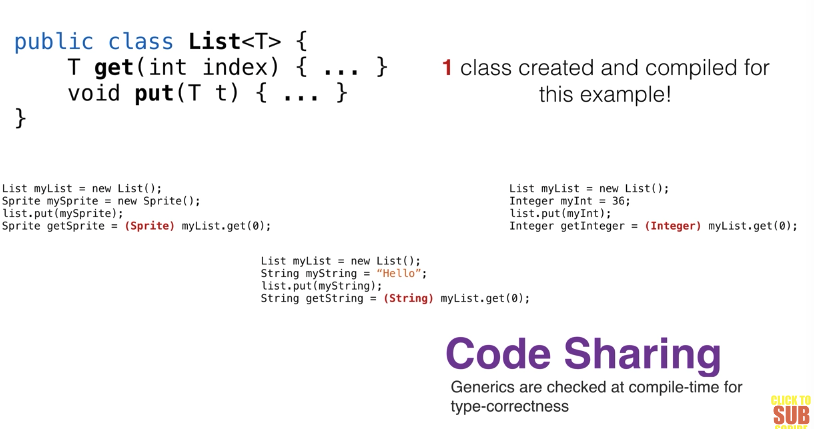 public class List<T> {
T get(int index) { ... }
void put(T t) { ... }
}
1 class created and compiled for
this example!
List myList = new List();
Sprite mySprite = new Sprite();
list.put(mySprite);
Sprite getSprite = (Sprite) myList.get(0);
List myList = new List();
Integer myInt = 36;
list.put(myInt);
Integer getInteger = (Integer) myList.get(0);
List myList = new List();
String myString = “Hello”;
list.put(myString);
String getString = (String) myList.get(0);
Code Sharing
Generics are checked at compile-time for
type-correctness
CLICK TO
SUB